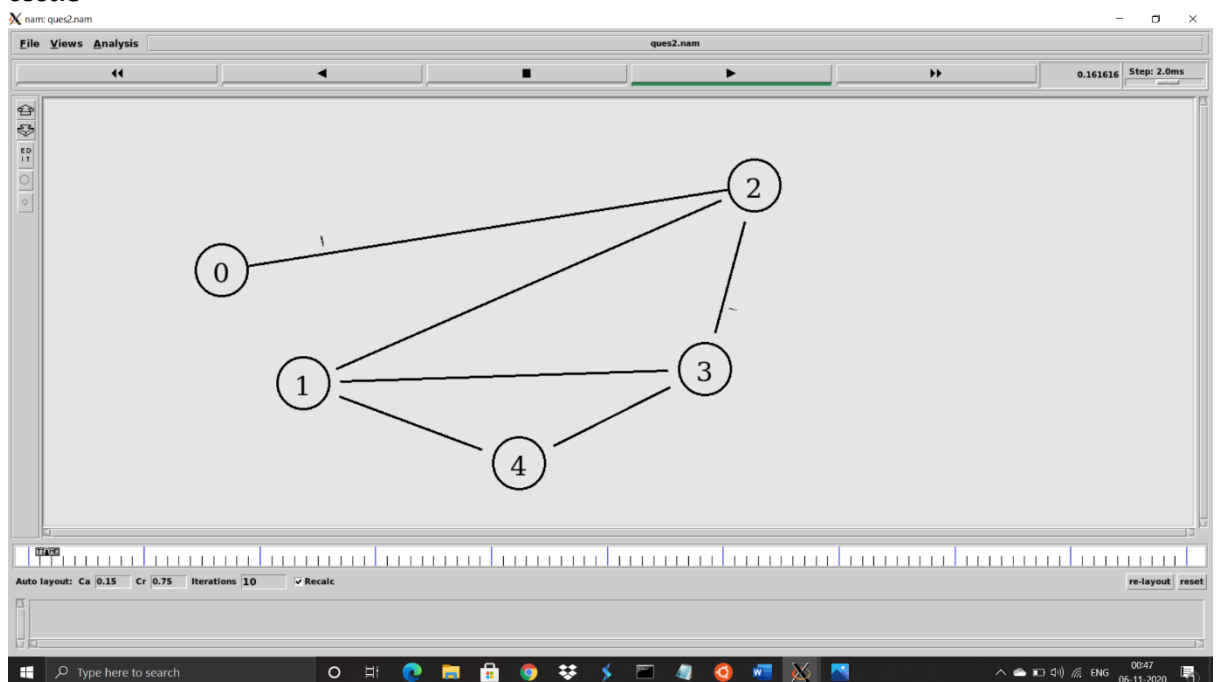 nam: ques2.nam
File Views Analysis ques2.nam
0.161616 Step: 2.0ms
ED
IT
2
0
3
1
4
TIME
Auto layout: Ca 0.15 Cr 0.75 Iterations 10 Recalc re-layout reset
Type here to search
ENG
00:47
06-11-2020